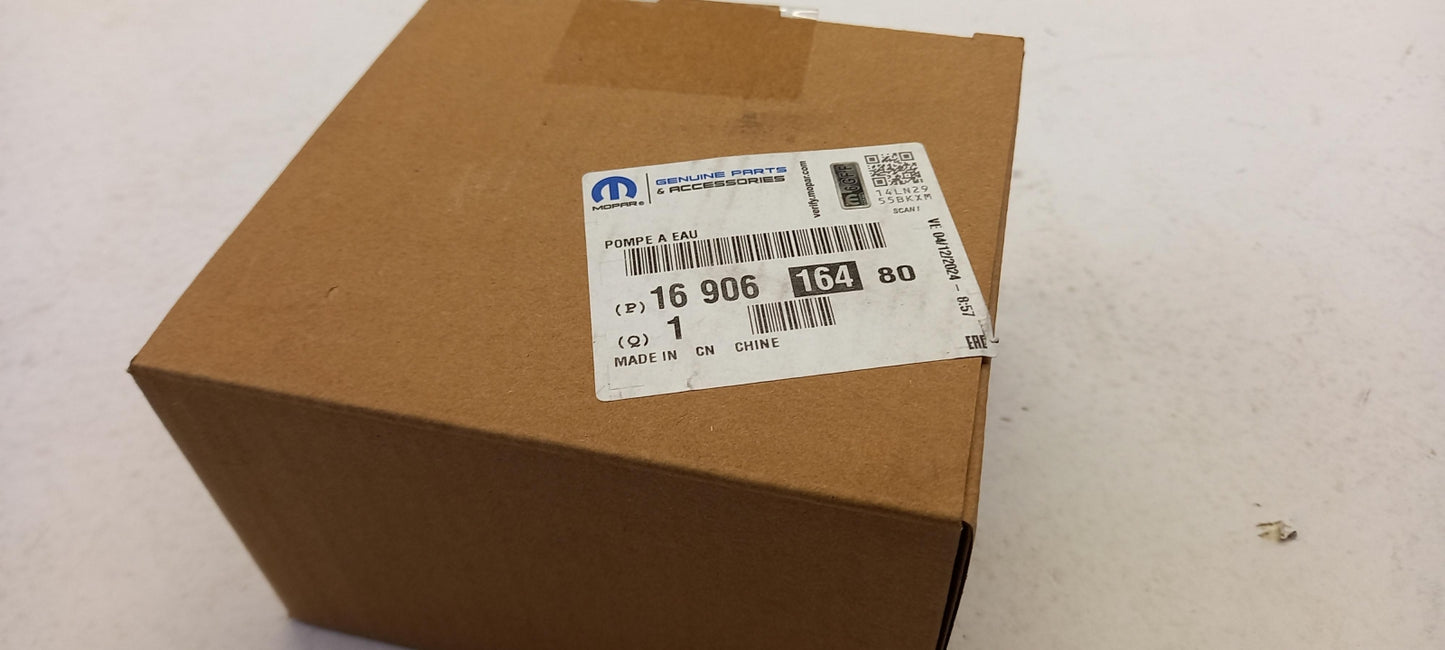 MOPAR®
GENUINE PARTS
& ACCESSORIES
verify.mopar.com
14LN29
55BKXM
SCAN!
POMPE A EAU
(P) 16 906 164 80
(Q) 1
MADE IN CN CHINE
VE 04/12/2024 - 8:57